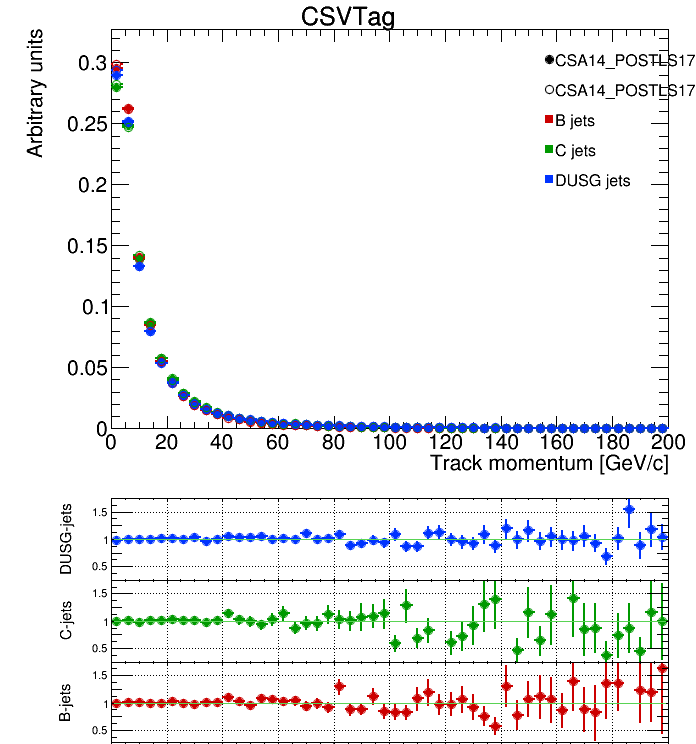 CSVTag
Arbitrary units
0.3
0.25
0.2
0.15
0.1
0.05
0
CSA14_POSTLS17
CSA14_POSTLS17
B jets
C jets
DUSG jets
0 20 40 60 80 100 120 140 160 180 200
Track momentum [GeV/c]
DUSG-jets
1.5
1
0.5
C-jets
1.5
1
0.5
B-jets
1.5
1
0.5